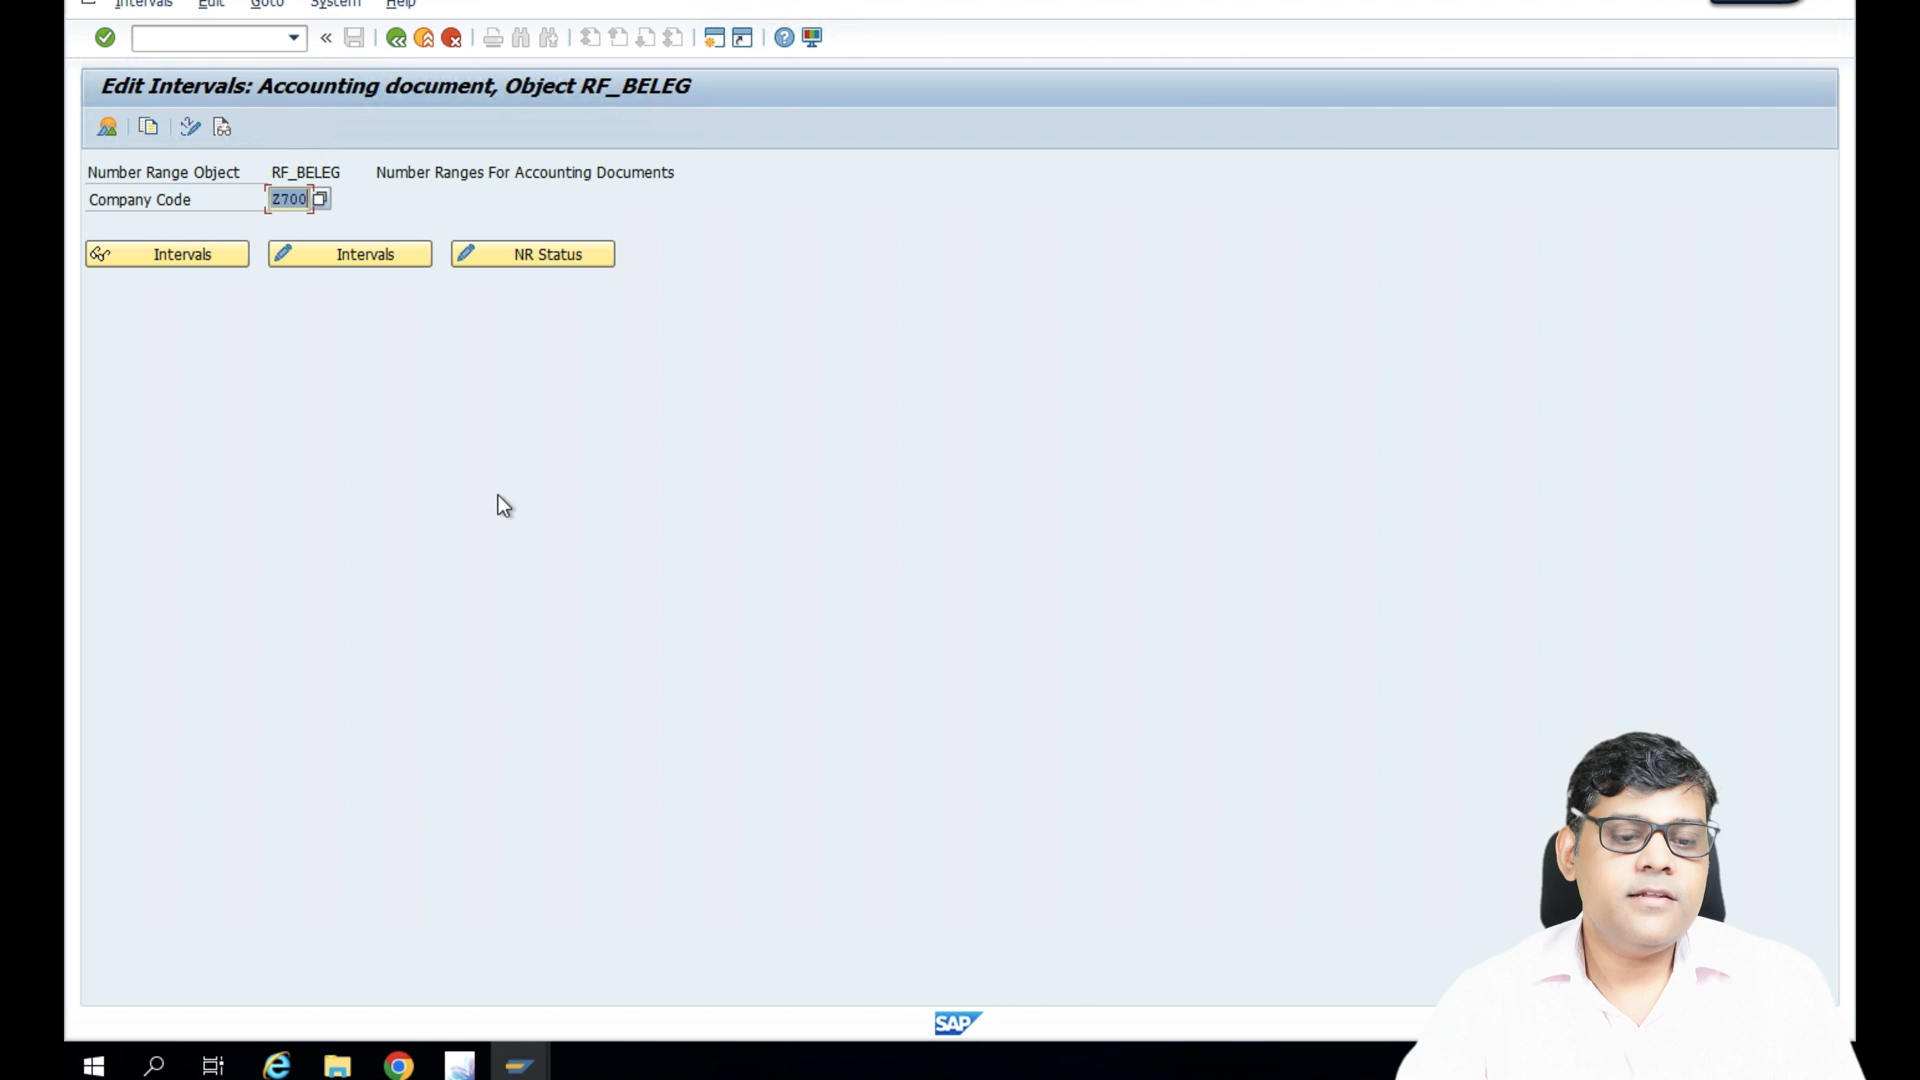 Intervals Edit Goto System Help
Edit Intervals: Accounting document, Object RF_BELEG
Number Range Object RF_BELEG Number Ranges For Accounting Documents
Company Code Z700
Intervals Intervals NR Status
SAP